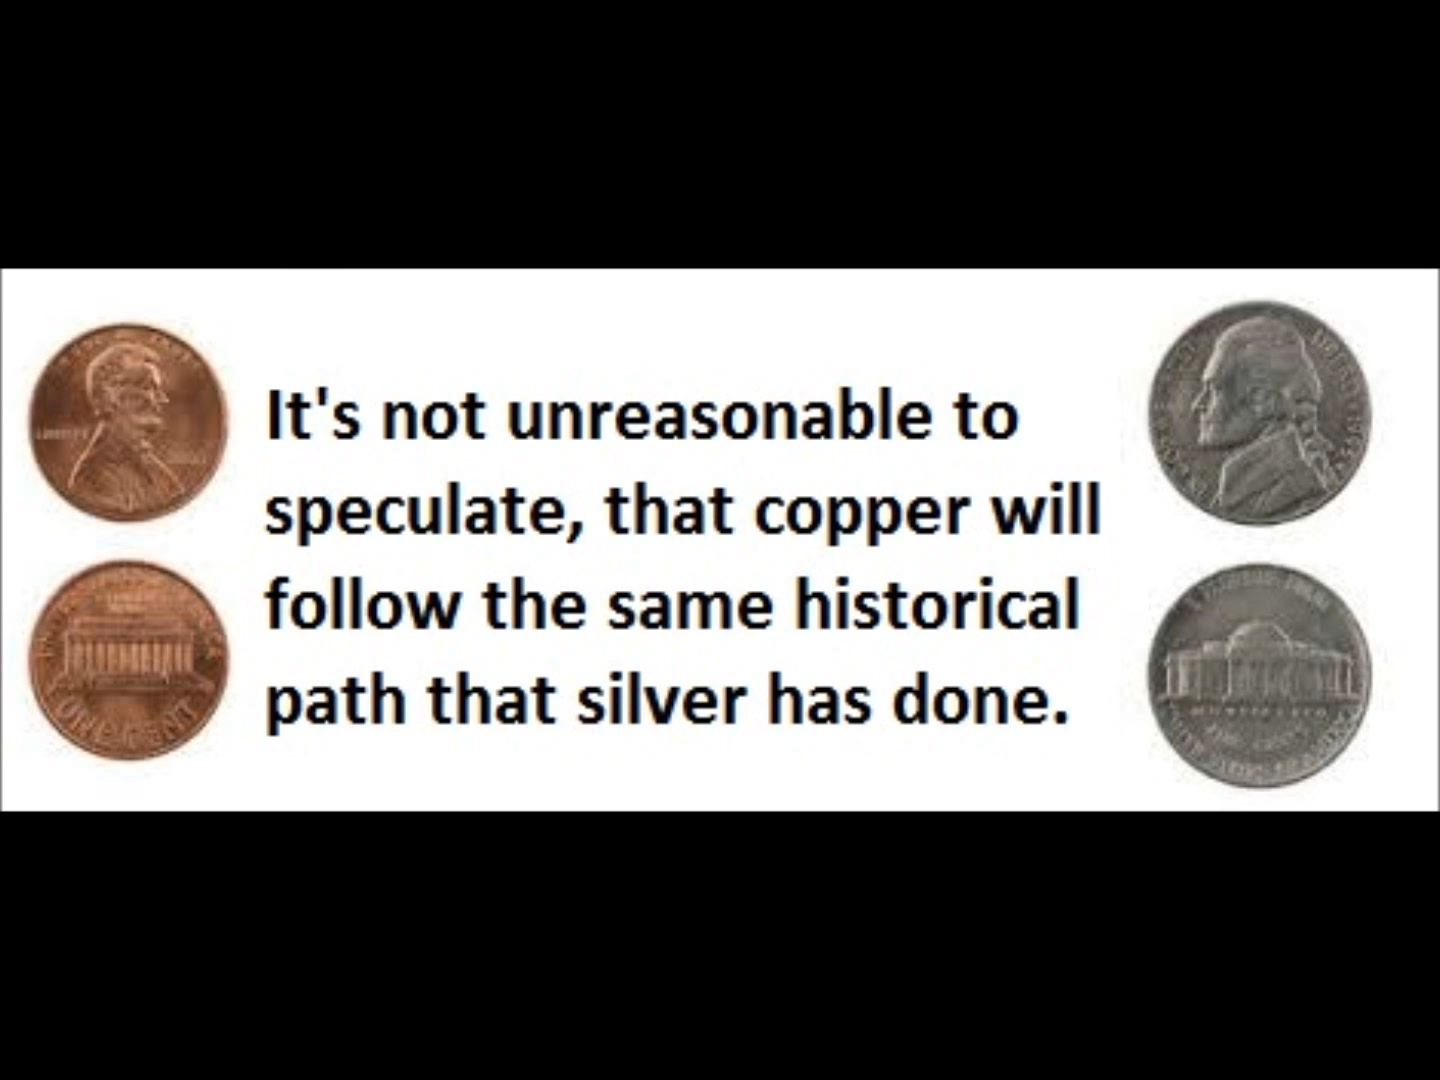 It's not unreasonable to
speculate, that copper will
follow the same historical
path that silver has done.